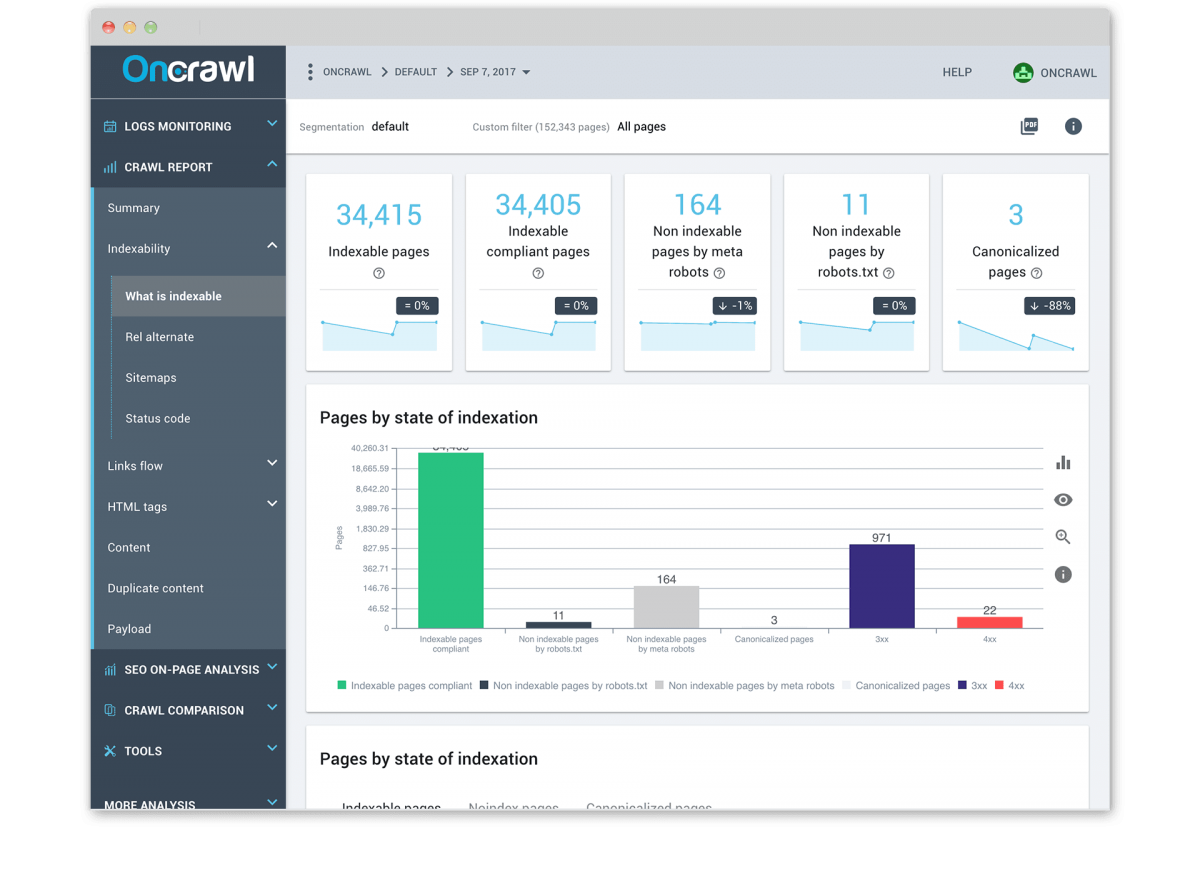 Oncrawl
ONCRAWL > DEFAULT > SEP 7, 2017
HELP
ONCRAWL
LOGS MONITORING
CRAWL REPORT
Summary
Indexability
What is indexable
Rel alternate
Sitemaps
Status code
Links flow
HTML tags
Content
Duplicate content
Payload
SEO ON-PAGE ANALYSIS
CRAWL COMPARISON
TOOLS
MORE ANALYSIS
Segmentation default
Custom filter (152,343 pages) All pages
PDF
34,415
Indexable pages
= 0%
34,405
Indexable
compliant pages
= 0%
164
Non indexable
pages by meta
robots
-1%
11
Non indexable
pages by
robots.txt
= 0%
3
Canonicalized
pages
-88%
Pages by state of indexation
Pages
40,260.31
18,665.59
8,642.20
3,989.76
1,830.29
827.95
362.71
146.76
46.52
0
34,405
11
164
3
971
22
Indexable pages
compliant
Non indexable pages
by robots.txt
Non indexable pages
by meta robots
Canonicalized pages
3xx
4xx
Indexable pages compliant
Non indexable pages by robots.txt
Non indexable pages by meta robots
Canonicalized pages
3xx
4xx
Pages by state of indexation
Indexable pages
Noindex pages
Canonicalized pages